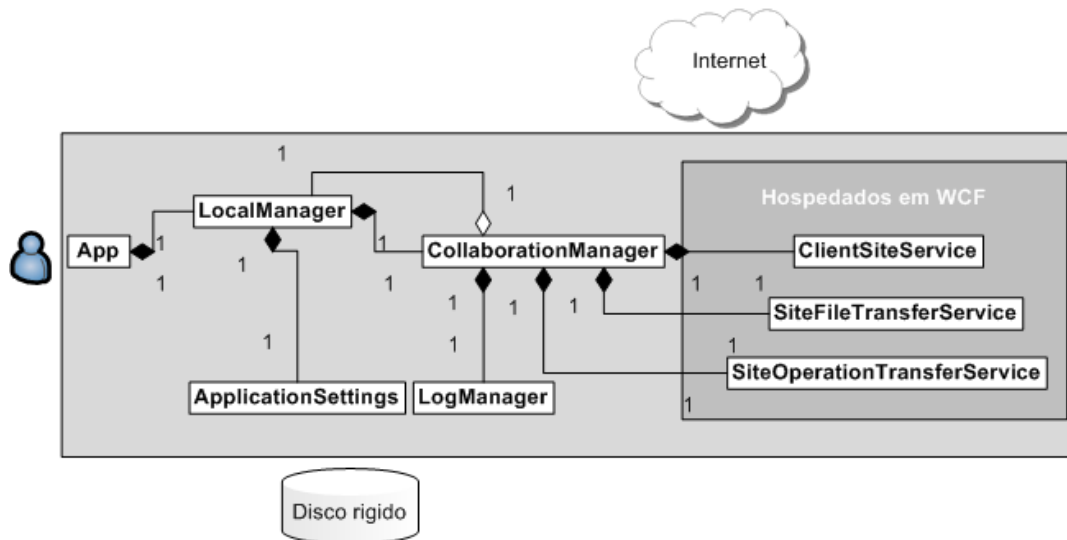 Internet
1
1
Hospedados em WCF
LocalManager
App
1
1
1
1
CollaborationManager
1
ClientSiteService
1
1
1
1
1
SiteFileTransferService
1
1
1
SiteOperationTransferService
ApplicationSettings
LogManager
1
Disco rigido